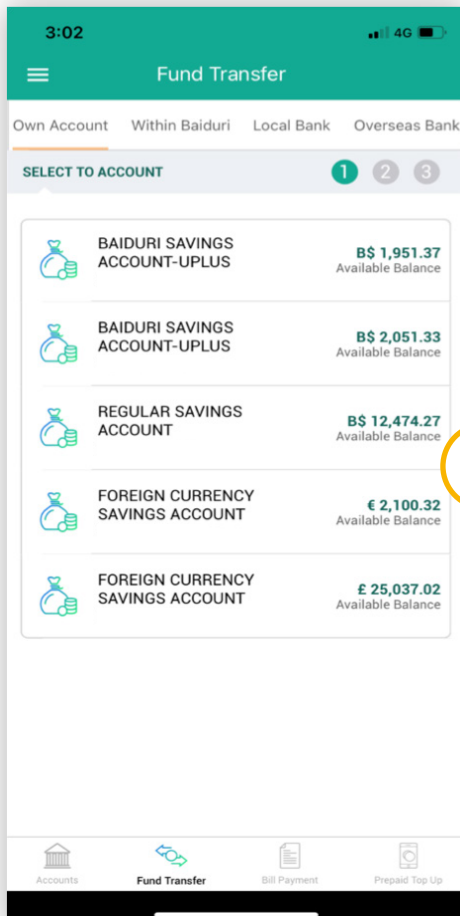 3:02
4G
Fund Transfer
Own Account Within Baiduri Local Bank Overseas Bank
SELECT TO ACCOUNT 1 2 3
BAIDURI SAVINGS
ACCOUNT-UPLUS
B$ 1,951.37
Available Balance
BAIDURI SAVINGS
ACCOUNT-UPLUS
B$ 2,051.33
Available Balance
REGULAR SAVINGS
ACCOUNT
B$ 12,474.27
Available Balance
FOREIGN CURRENCY
SAVINGS ACCOUNT
€ 2,100.32
Available Balance
FOREIGN CURRENCY
SAVINGS ACCOUNT
£ 25,037.02
Available Balance
Accounts Fund Transfer Bill Payment Prepaid Top Up